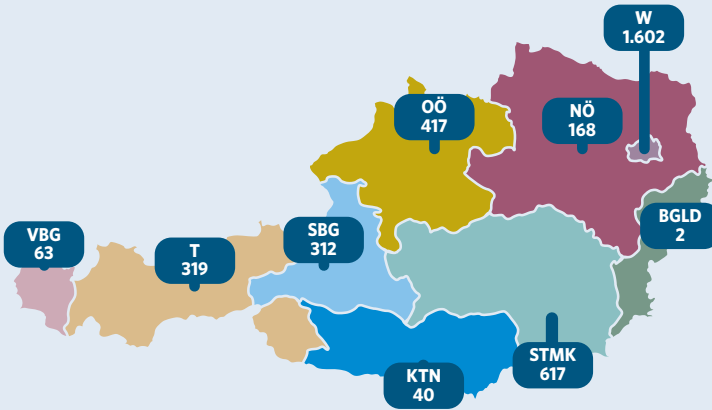 W
1.602
OÖ
417
NÖ
168
BGLD
2
SBG
312
VBG
63
T
319
STMK
617
KTN
40